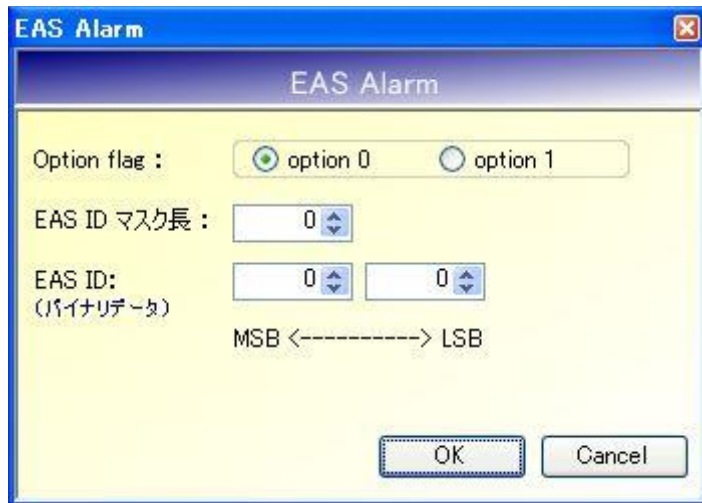 EAS Alarm
EAS Alarm
Option flag : option 0 option 1
EAS ID マスク長 : 0
EAS ID: 0 0
(バイナリデータ)
MSB <----------> LSB
OK Cancel